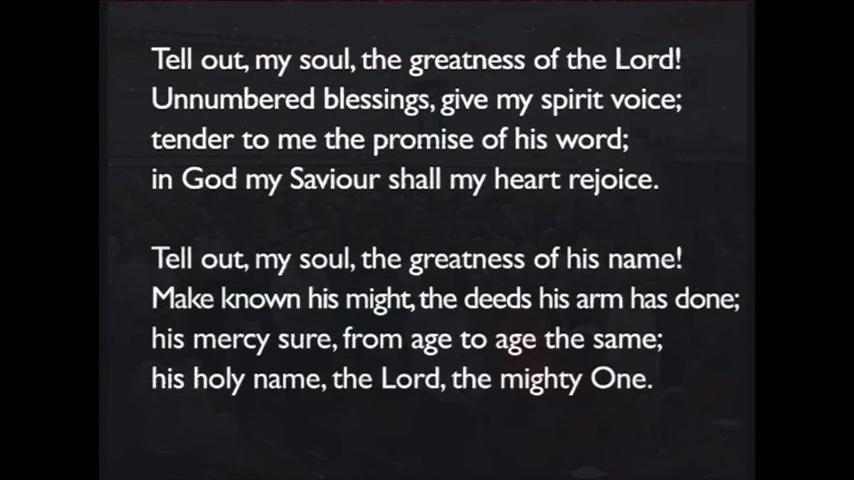 Tell out, my soul, the greatness of the Lord!
Unnumbered blessings, give my spirit voice;
tender to me the promise of his word;
in God my Saviour shall my heart rejoice.
Tell out, my soul, the greatness of his name!
Make known his might, the deeds his arm has done;
his mercy sure, from age to age the same;
his holy name, the Lord, the mighty One.